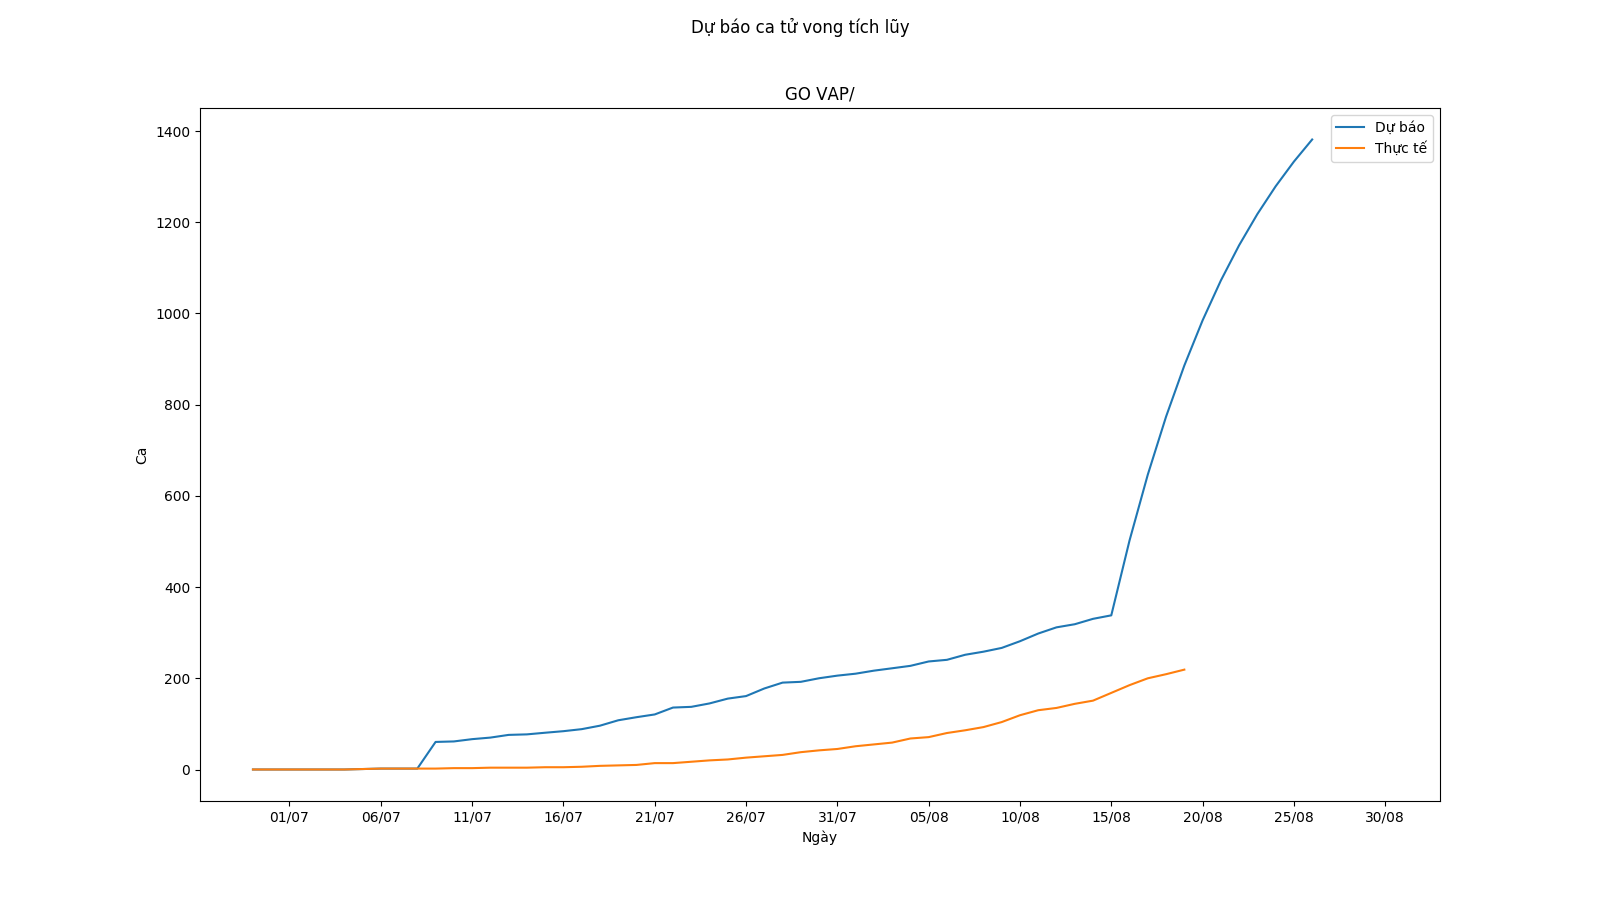 Dự báo ca tử vong tích lũy
GO VAP/
Dự báo
Thực tế
1400
1200
1000
800
600
400
200
0
Ca
01/07 06/07 11/07 16/07 21/07 26/07 31/07 05/08 10/08 15/08 20/08 25/08 30/08
Ngày